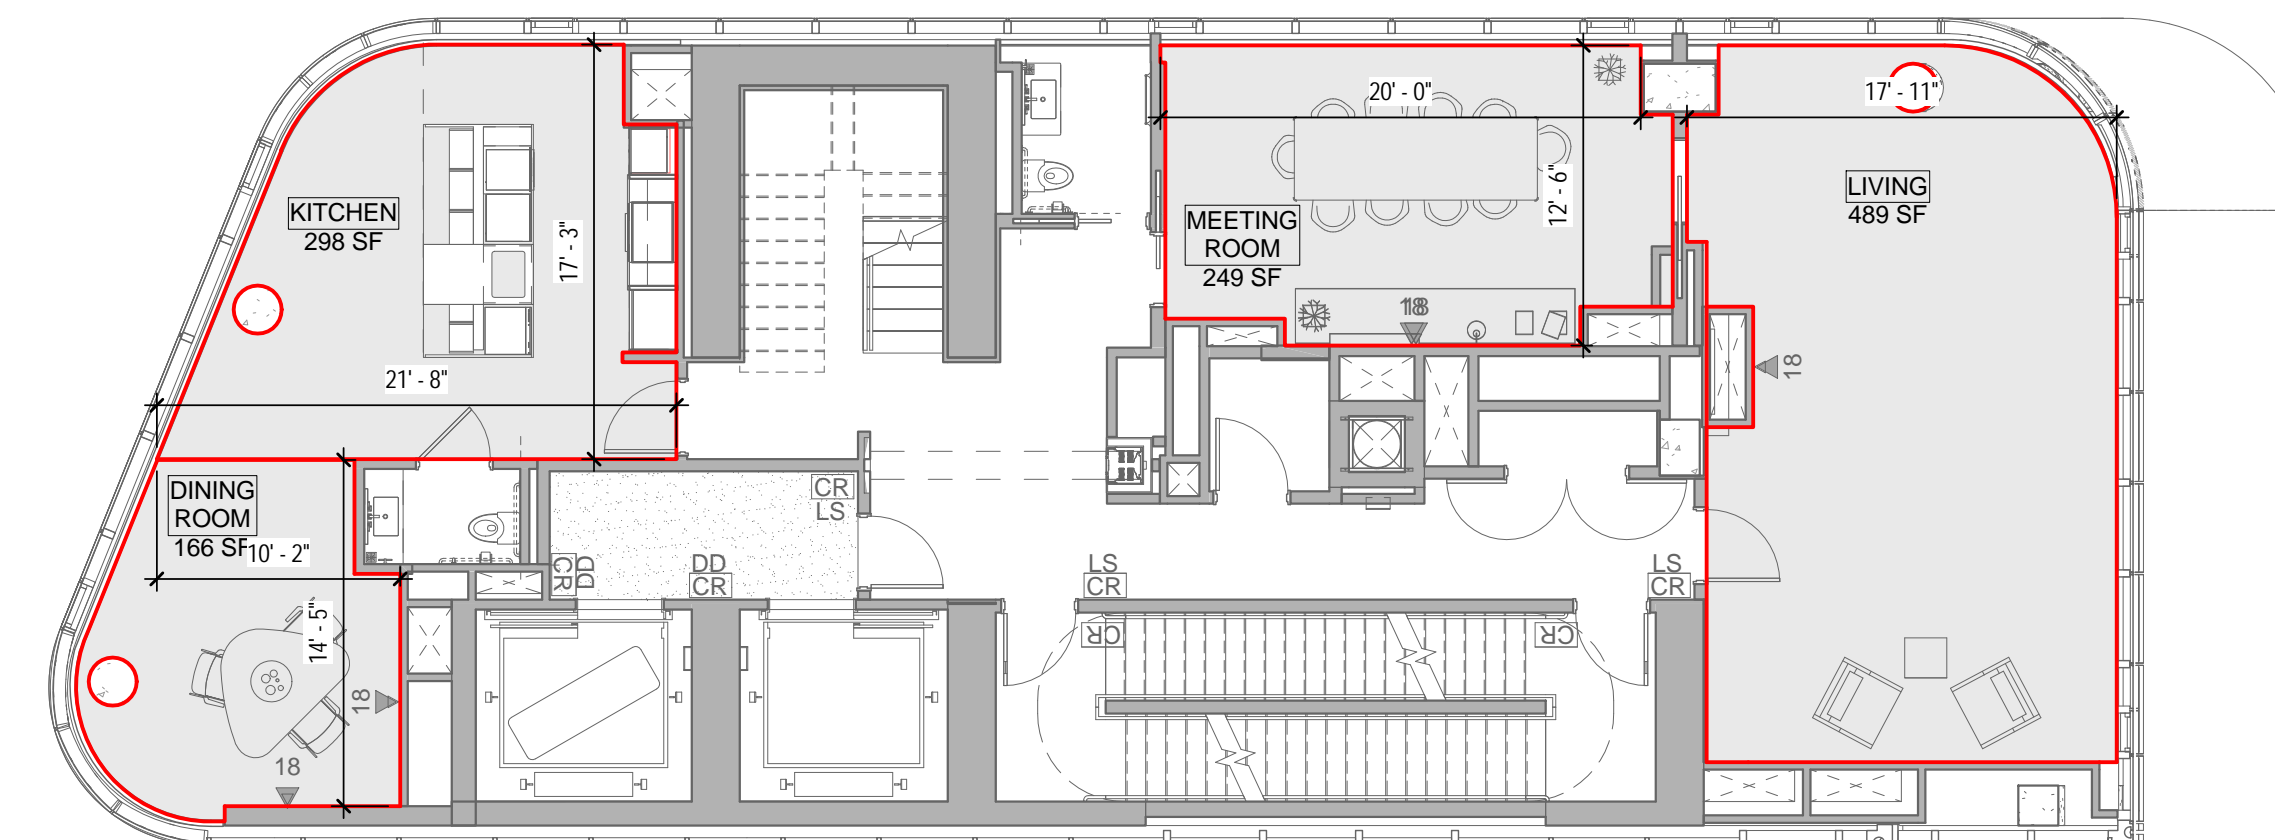 20' - 0"
17' - 11"
KITCHEN
298 SF
17' - 3"
12' - 6"
LIVING
489 SF
MEETING
ROOM
249 SF
18
18
21' - 8"
DINING
ROOM
166 SF
10' - 2"
CR
LS
DD
CR
DD
CR
LS
CR
LS
CR
CR
CR
14' - 5"
18
18